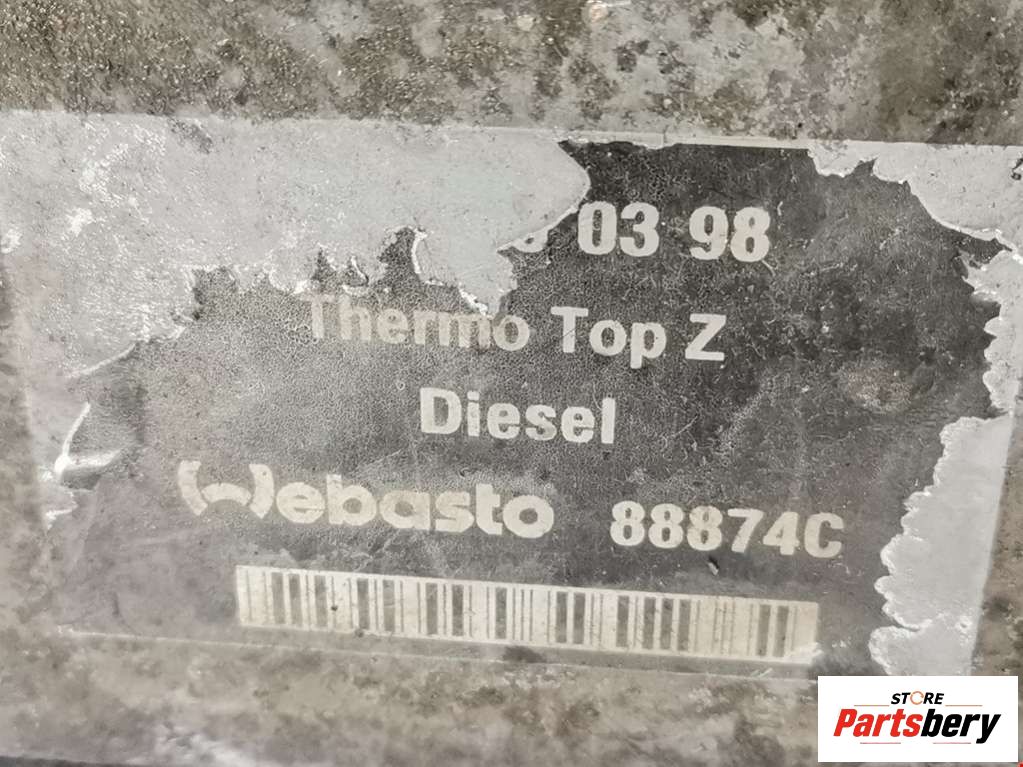 03 98
Thermo Top Z
Diesel
Webasto 88874C
STORE
Partsbery